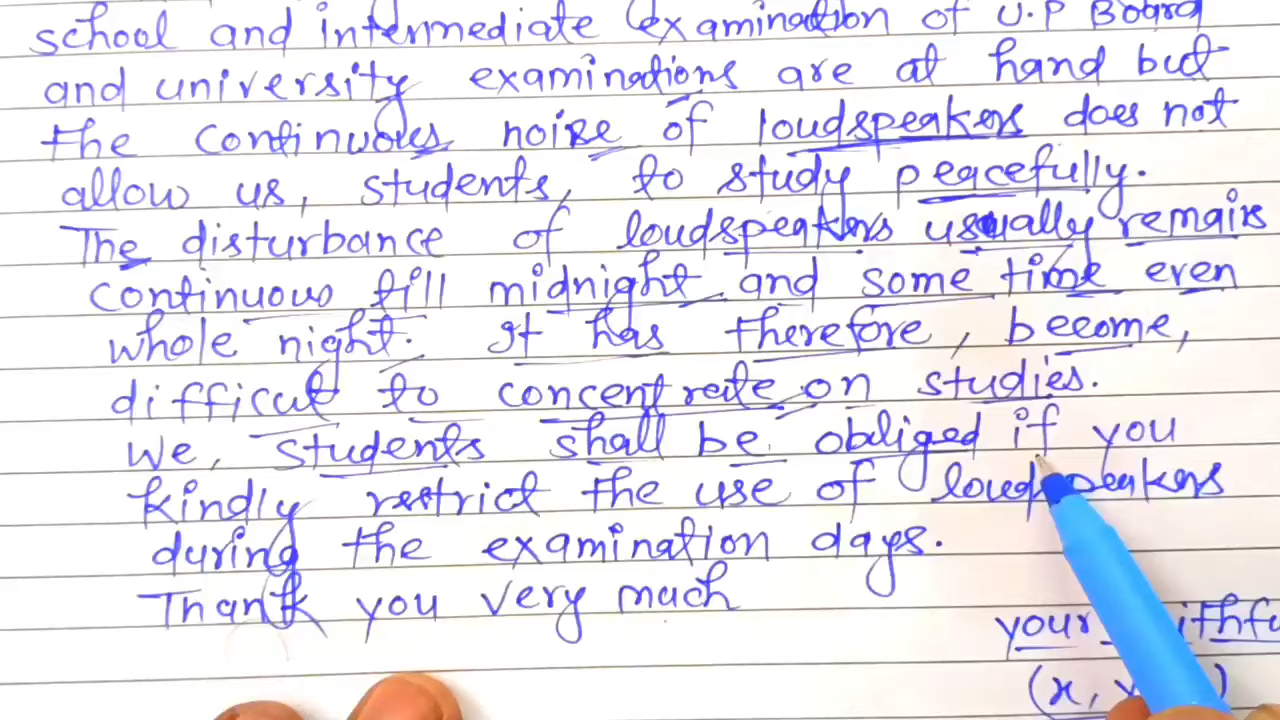 school and intermediate examination of U.P Board
and university examinations are at hand but
the continuous noise of loudspeakers does not
allow us, students, to study peacefully.
The disturbance of loudspeakers usually remains
continuous till midnight and some time even
whole night. It has therefore, become,
difficult to concentrate on studies.
We, students shall be obliged if you
kindly restrict the use of loudspeakers
during the examination days.
Thank you very much
your
(x, y